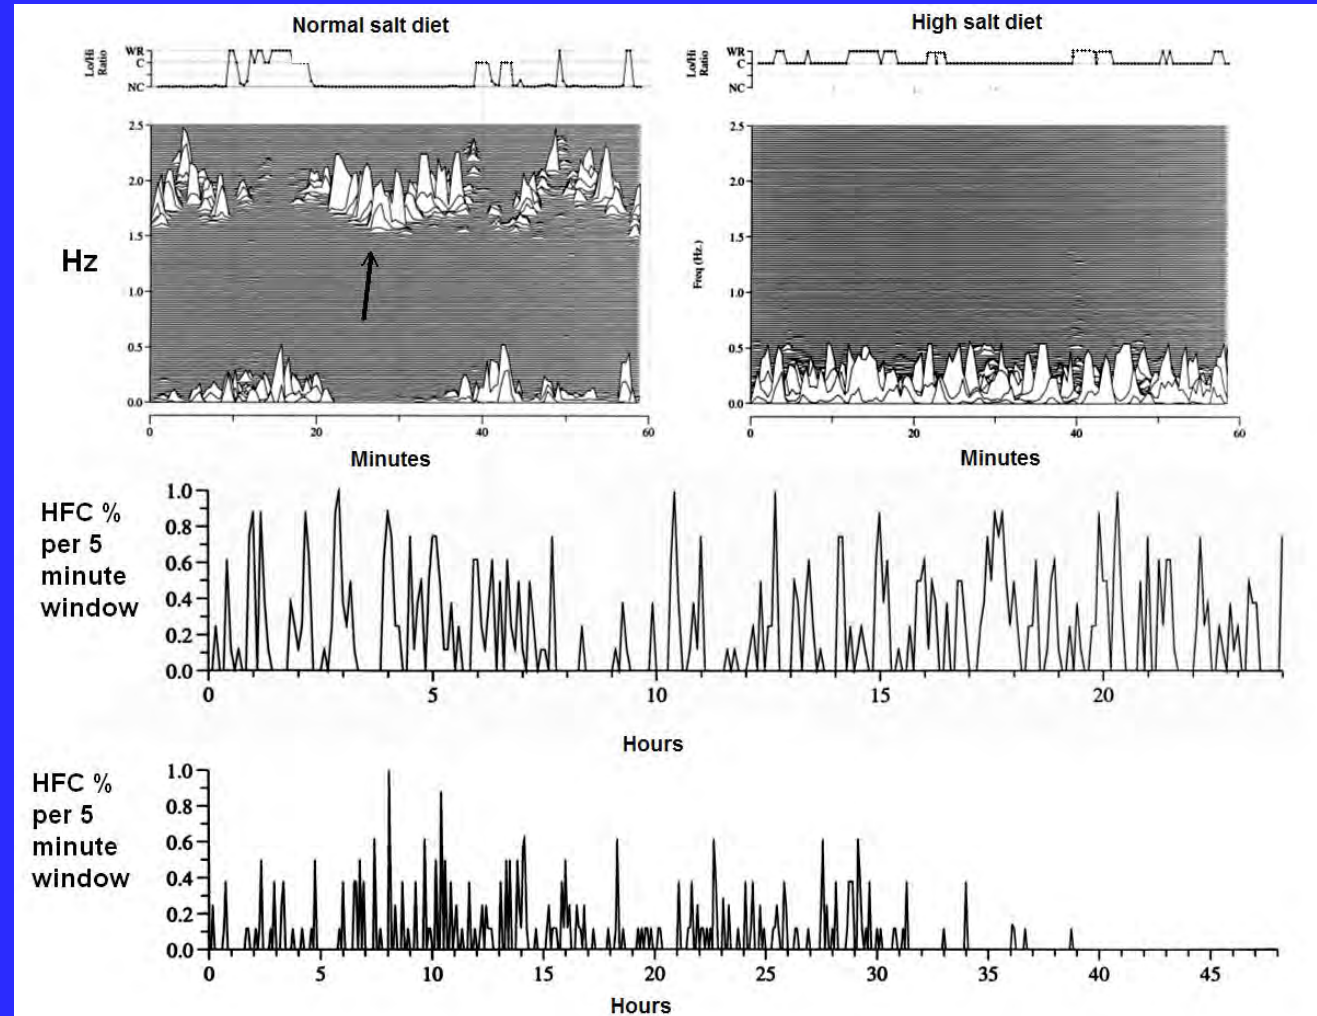 Normal salt diet
High salt diet
Lo/Hi
Ratio
WR
C
NC
Lo/Hi
Ratio
WR
C
NC
2.5
2.0
1.5
1.0
0.5
0.0
Hz
0 20 40 60
Minutes
2.5
2.0
1.5
1.0
0.5
0.0
Freq (Hz.)
0 20 40 60
Minutes
HFC %
per 5
minute
window
1.0
0.8
0.6
0.4
0.2
0.0
0 5 10 15 20
Hours
HFC %
per 5
minute
window
1.0
0.8
0.6
0.4
0.2
0.0
0 5 10 15 20 25 30 35 40 45
Hours